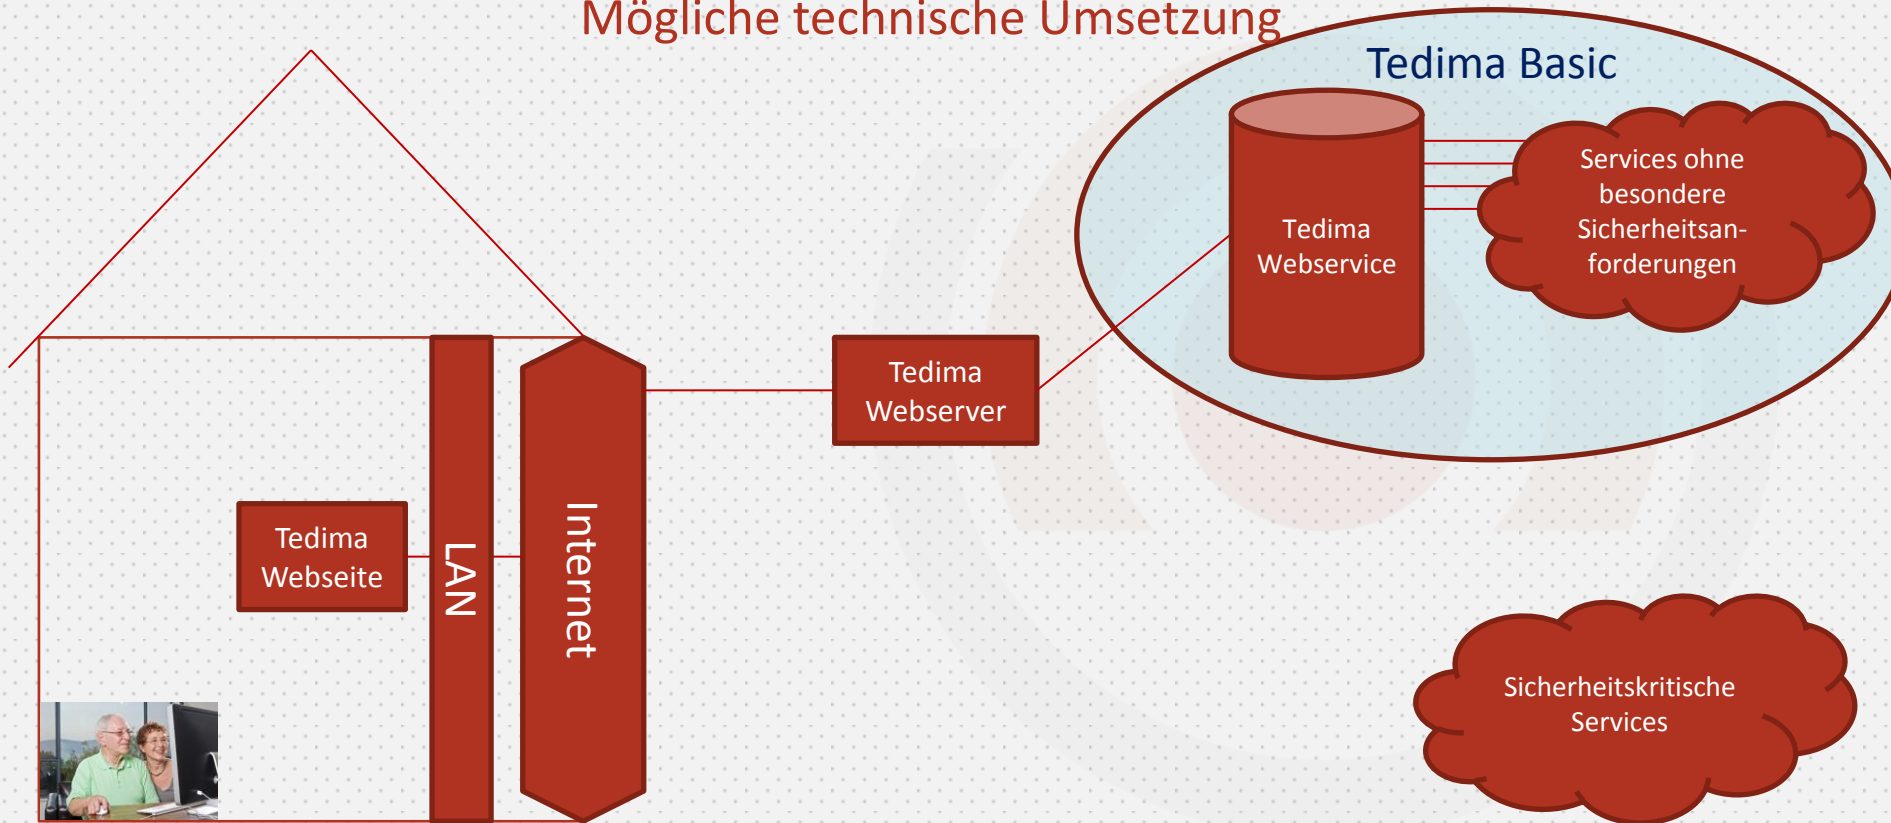 Mögliche technische Umsetzung
Tedima Basic
Services ohne
besondere
Sicherheitsan-
forderungen
Tedima
Webservice
Tedima
Webserver
Tedima
Webseite
LAN
Internet
Sicherheitskritische
Services